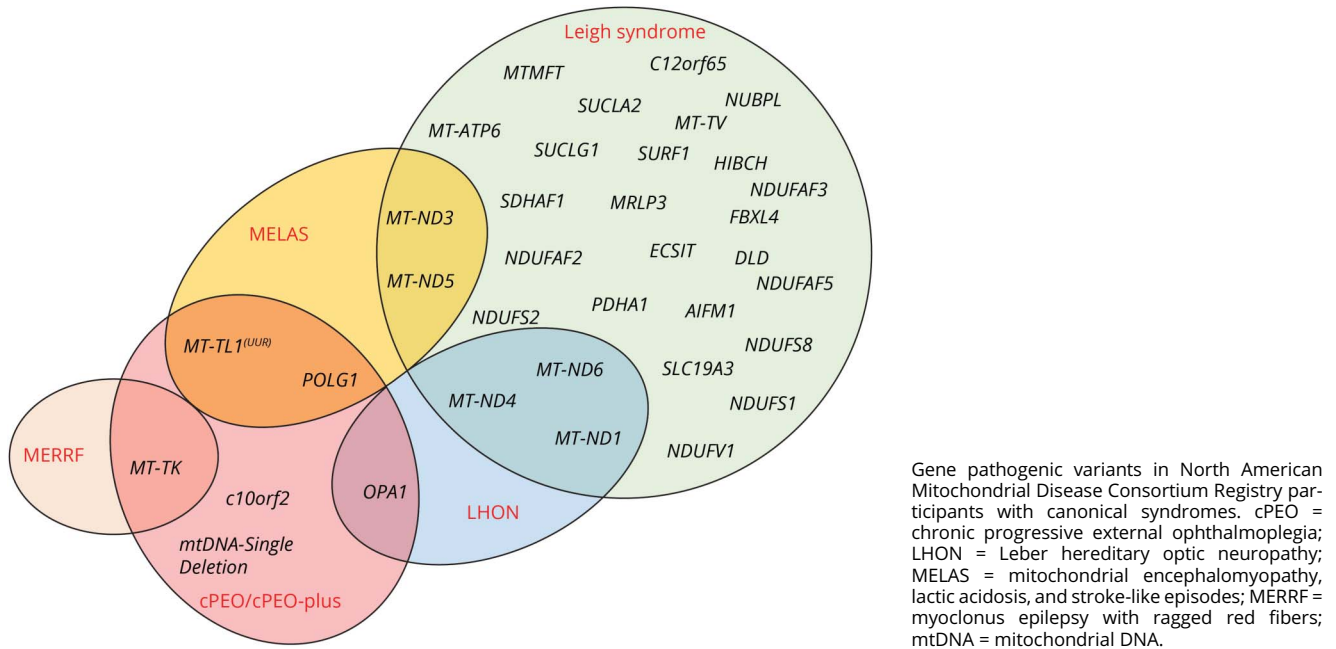 Leigh syndrome
C12orf65
MTMFT
NUBPL
SUCLA2
MT-TV
MT-ATP6
SUCLG1
SURF1
HIBCH
NDUFAF3
SDHAF1
MRLP3
FBXL4
MT-ND3
MELAS
ECSIT
DLD
NDUFAF2
MT-ND5
NDUFAF5
PDHA1
AIFM1
NDUFS2
NDUFS8
MT-TL1(UUR)
MT-ND6
SLC19A3
POLG1
MT-ND4
NDUFS1
MT-ND1
NDUFV1
MERRF
MT-TK
OPA1
c10orf2
LHON
mtDNA-Single
Deletion
cPEO/cPEO-plus
Gene pathogenic variants in North American
Mitochondrial Disease Consortium Registry par-
ticipants with canonical syndromes. cPEO =
chronic progressive external ophthalmoplegia;
LHON = Leber hereditary optic neuropathy;
MELAS = mitochondrial encephalomyopathy,
lactic acidosis, and stroke-like episodes; MERRF =
myoclonus epilepsy with ragged red fibers;
mtDNA = mitochondrial DNA.